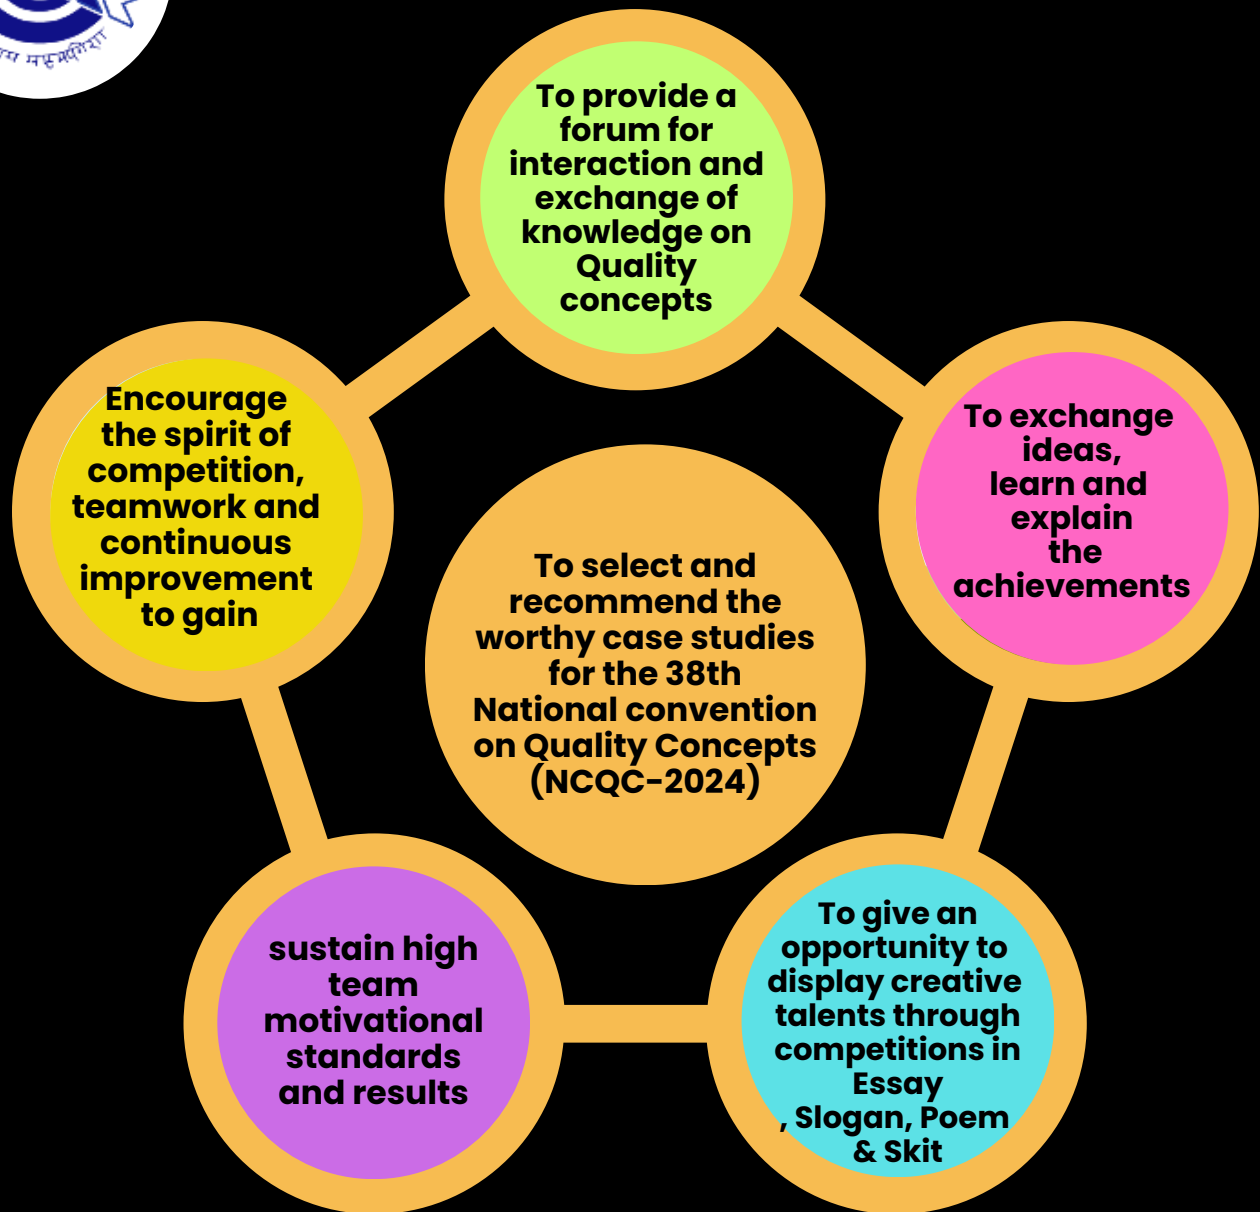 To provide a
forum for
interaction and
exchange of
knowledge on
Quality
concepts
Encourage
the spirit of
competition,
teamwork and
continuous
improvement
to gain
To exchange
ideas,
learn and
explain
the
achievements
To select and
recommend the
worthy case studies
for the 38th
National convention
on Quality Concepts
(NCQC-2024)
sustain high
team
motivational
standards
and results
To give an
opportunity to
display creative
talents through
competitions in
Essay
, Slogan, Poem
& Skit